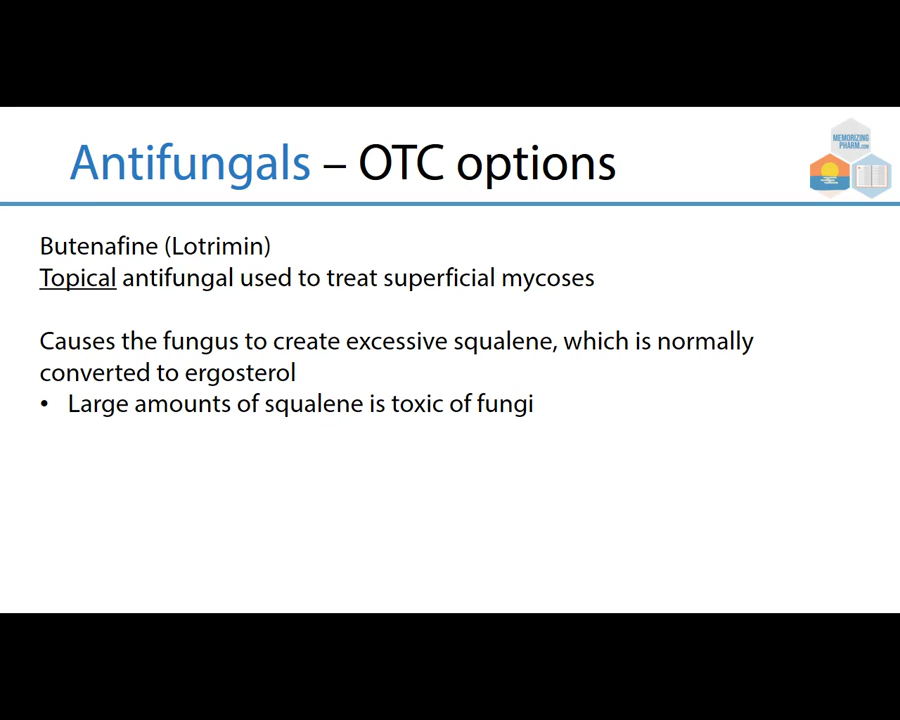 Antifungals – OTC options
MEMORIZING
PHARM.COM
Butenafine (Lotrimin)
Topical antifungal used to treat superficial mycoses
Causes the fungus to create excessive squalene, which is normally
converted to ergosterol
• Large amounts of squalene is toxic of fungi